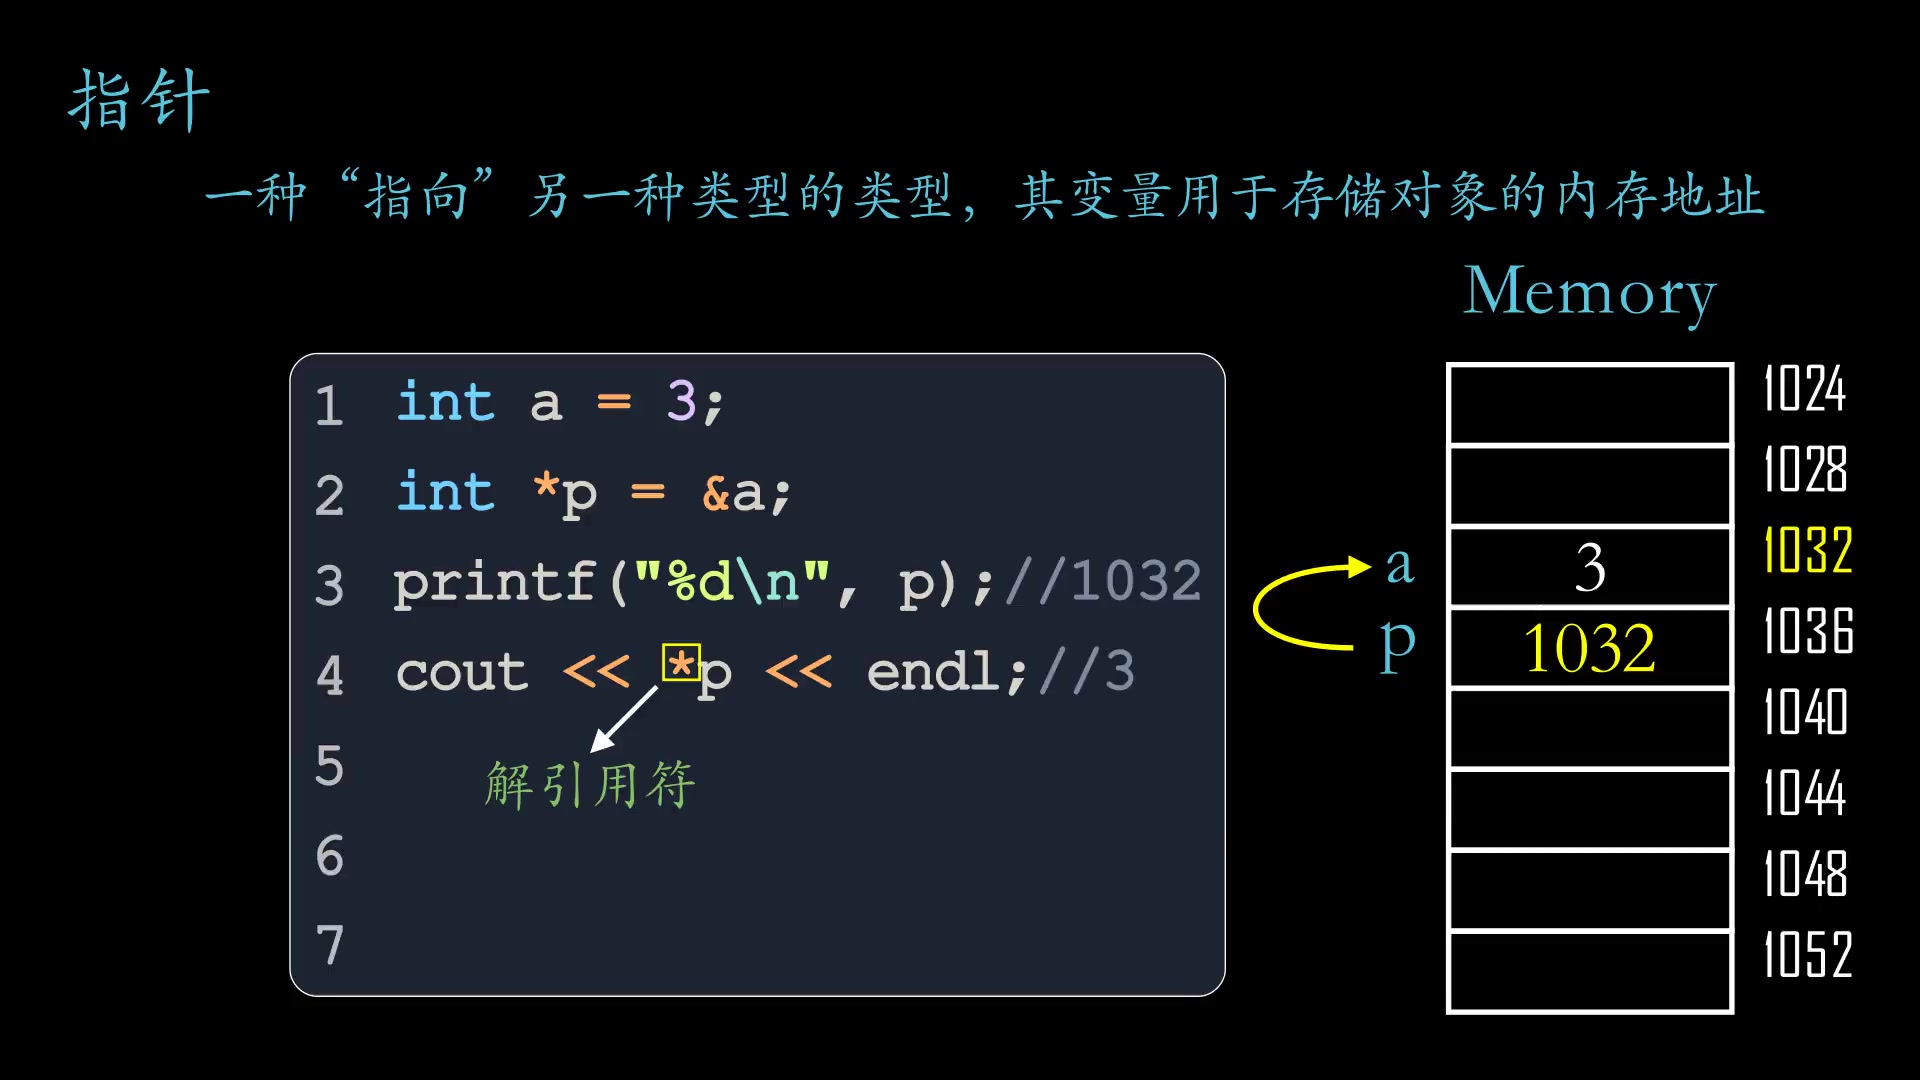 指针
一种“指向”另一种类型的类型，其变量用于存储对象的内存地址
Memory
1 int a = 3;
2 int *p = &a;
3 printf("%d\n", p);//1032
4 cout << *p << endl;//3
解引用符
5
6
7
1024
1028
a 3 1032
p 1032 1036
1040
1044
1048
1052